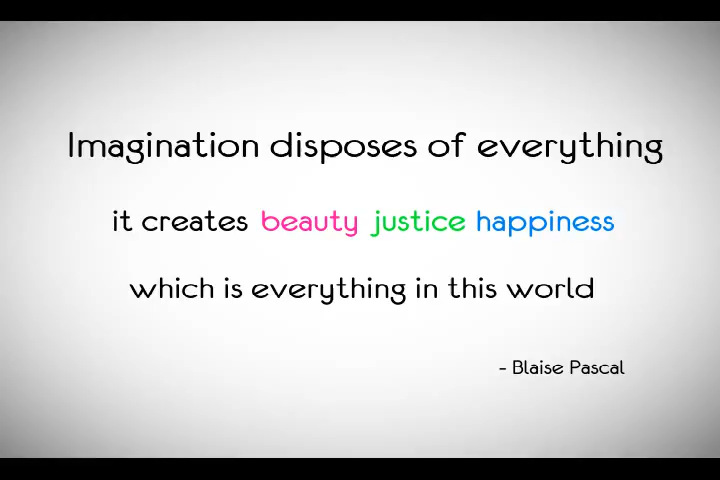 Imagination disposes of everything
it creates beauty justice happiness
which is everything in this world
- Blaise Pascal